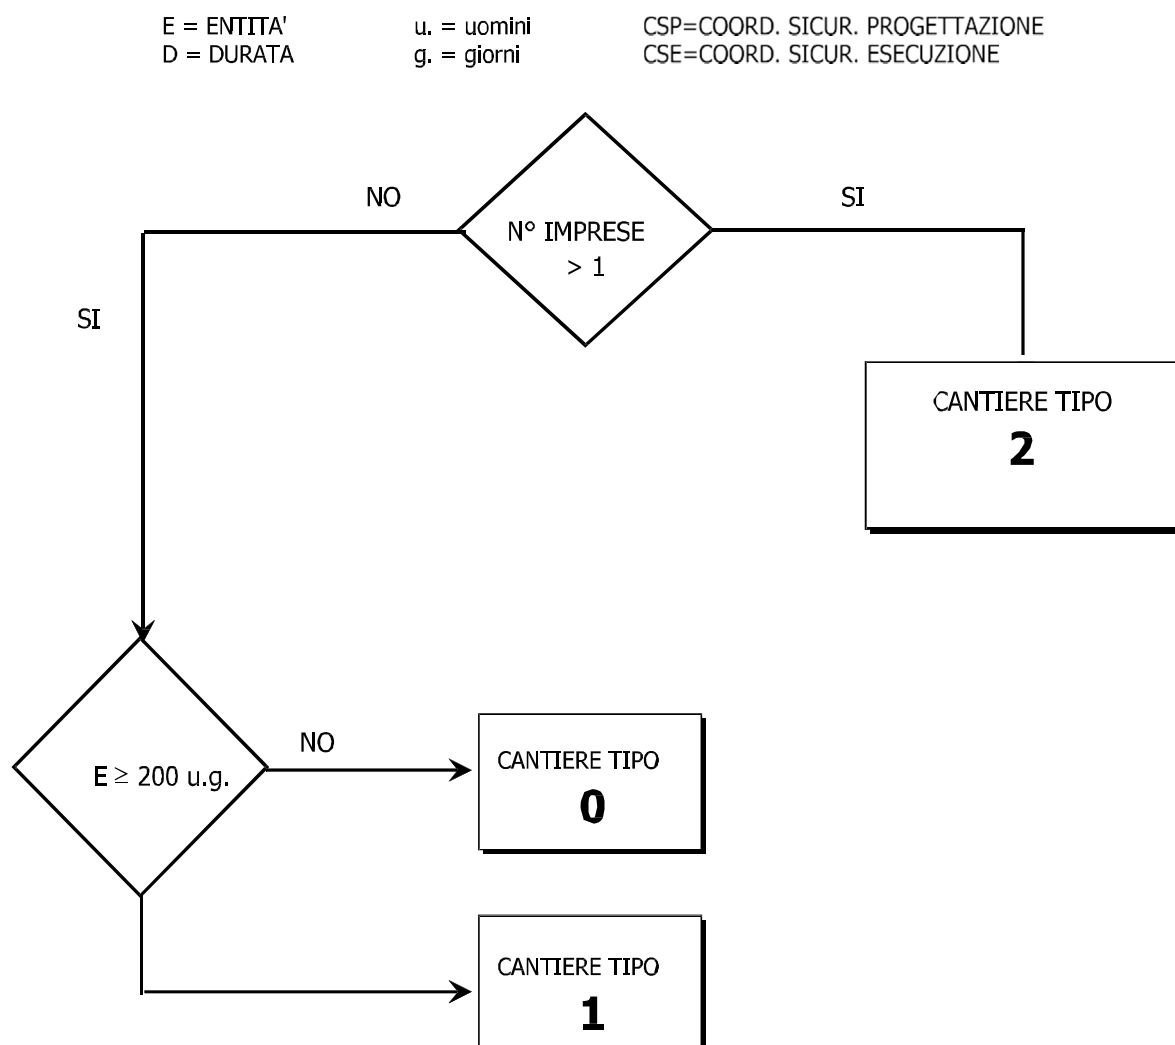 E = ENTITA' u. = uomini CSP=COORD. SICUR. PROGETTAZIONE
D = DURATA g. = giorni CSE=COORD. SICUR. ESECUZIONE
NO SI
N° IMPRESE
> 1
SI
CANTIERE TIPO
2
NO
E ≥ 200 u.g.
CANTIERE TIPO
0
CANTIERE TIPO
1